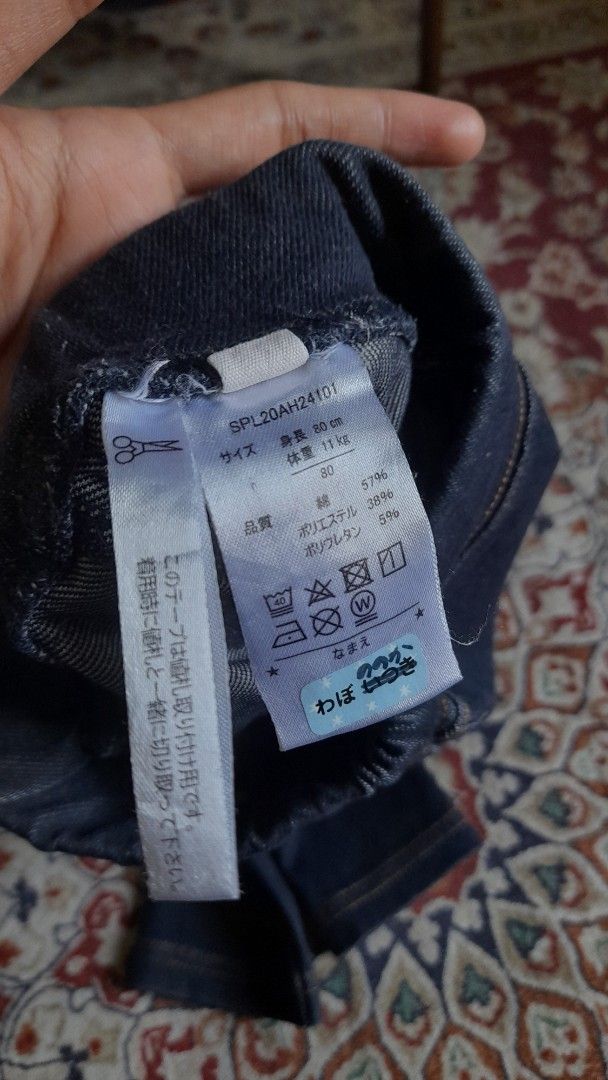 SPL20AH24101
サイズ 身長 80 cm
体重 11 kg
80
品質 綿 57%
ポリエステル 38%
ポリウレタン 5%
40
W
なまえ
わぼ
このテープは値札取り付け用です。
着用時に値札と一緒に切り取って下さい。